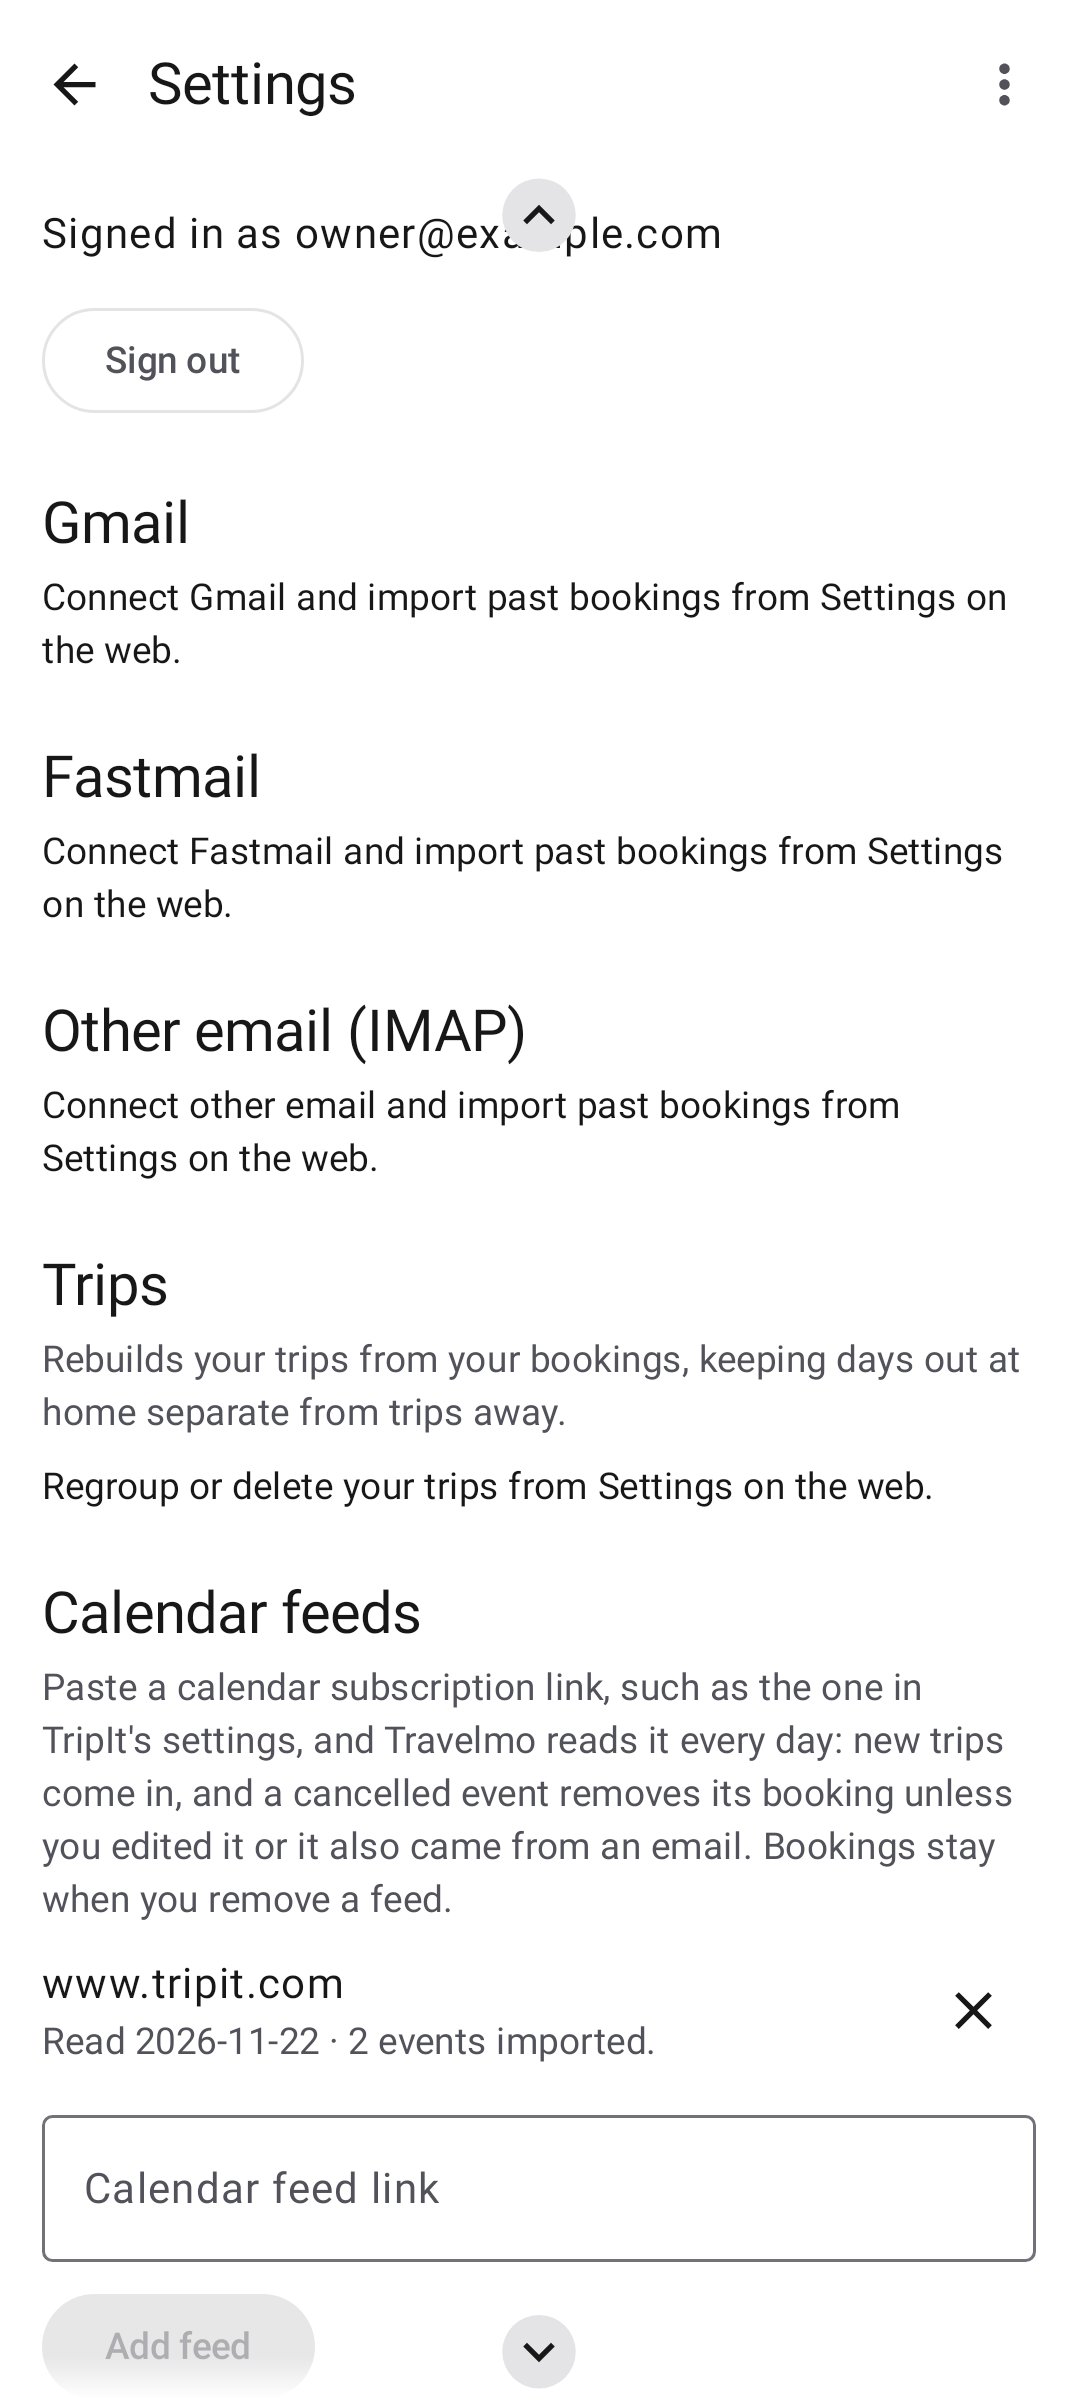 Settings
Signed in as owner@example.com
Sign out
Gmail
Connect Gmail and import past bookings from Settings on
the web.
Fastmail
Connect Fastmail and import past bookings from Settings
on the web.
Other email (IMAP)
Connect other email and import past bookings from
Settings on the web.
Trips
Rebuilds your trips from your bookings, keeping days out at
home separate from trips away.
Regroup or delete your trips from Settings on the web.
Calendar feeds
Paste a calendar subscription link, such as the one in
TripIt's settings, and Travelmo reads it every day: new trips
come in, and a cancelled event removes its booking unless
you edited it or it also came from an email. Bookings stay
when you remove a feed.
www.tripit.com
Read 2026-11-22 · 2 events imported.
Calendar feed link
Add feed